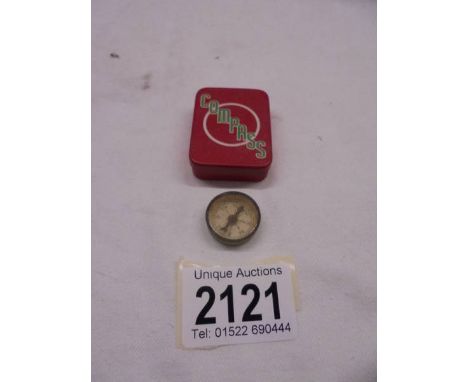 COMPASS
Unique Auctions
2121
Tel: 01522 690444